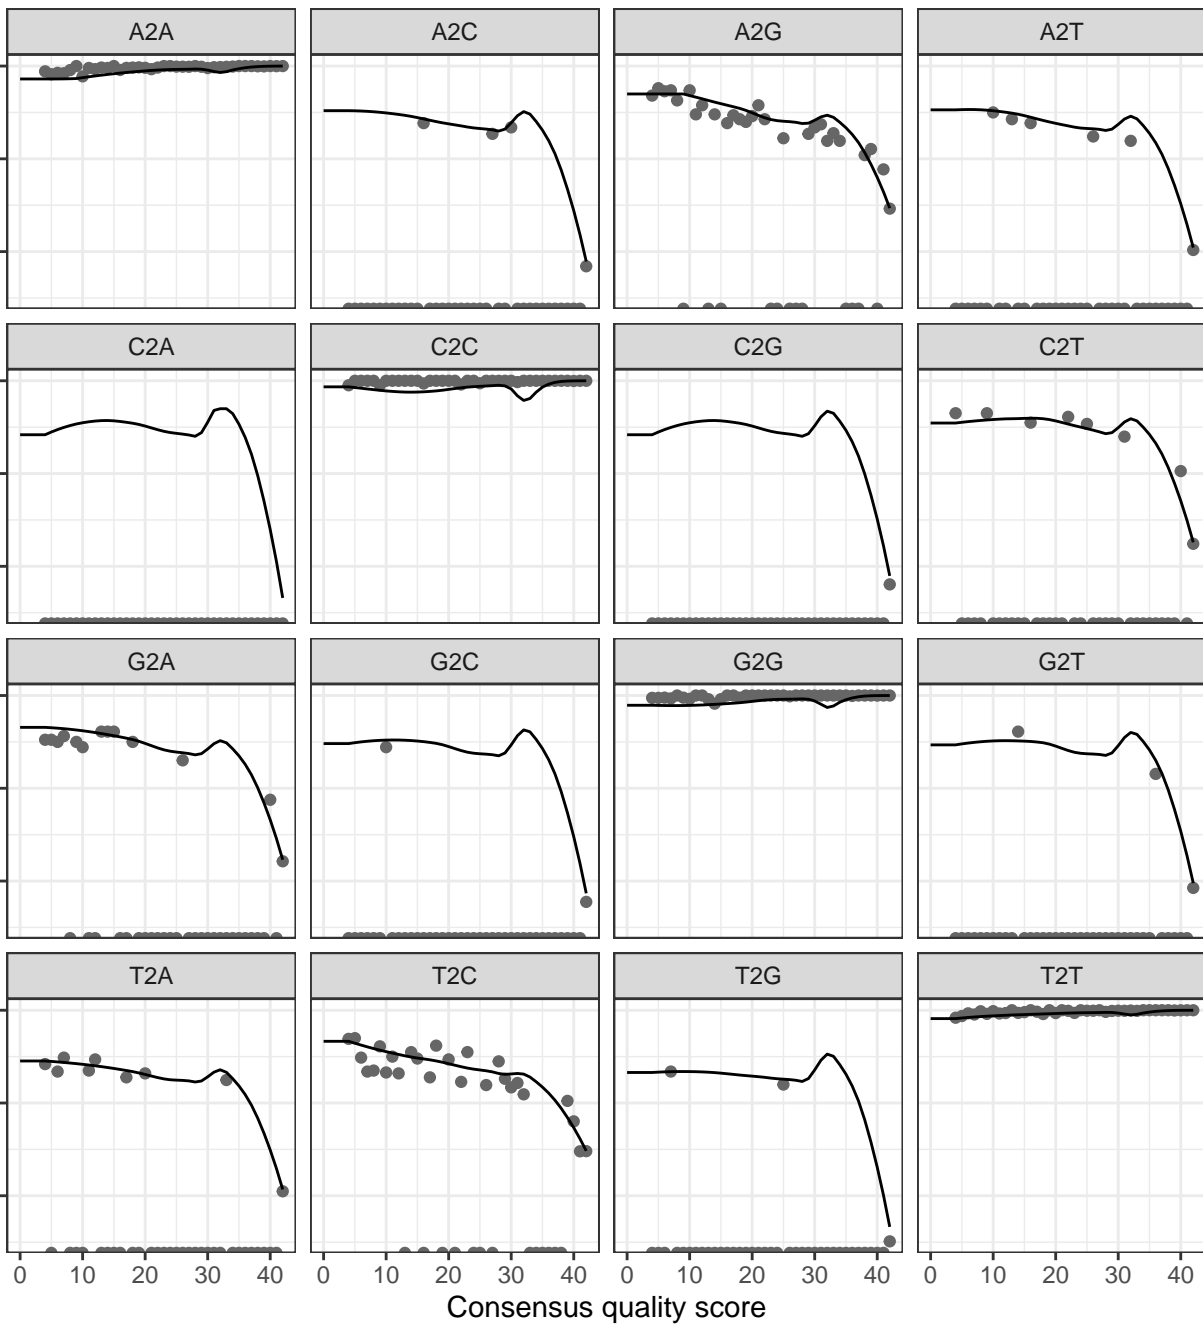 A2A A2C A2G A2T
C2A C2C C2G C2T
G2A G2C G2G G2T
T2A T2C T2G T2T
0 10 20 30 40 0 10 20 30 40 0 10 20 30 40 0 10 20 30 40
Consensus quality score